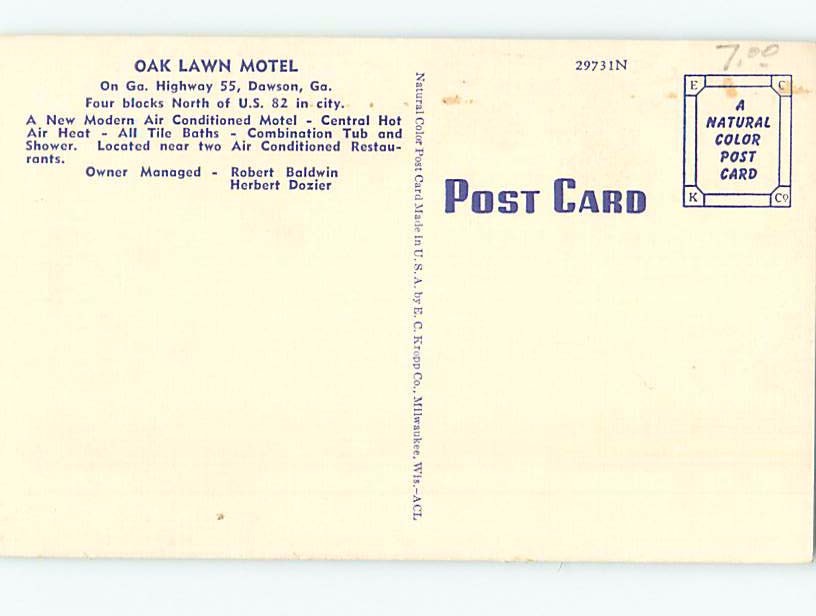 OAK LAWN MOTEL
On Ga. Highway 55, Dawson, Ga.
Four blocks North of U.S. 82 in city.
A New Modern Air Conditioned Motel - Central Hot
Air Heat - All Tile Baths - Combination Tub and
Shower. Located near two Air Conditioned Restau-
rants.
Owner Managed - Robert Baldwin
Herbert Dozier
Natural Color Post Card Made in U. S. A. by E. C. Kropp Co., Milwaukee, Wis.-ACL
29731N
7.00
POST CARD
E C
A
NATURAL
COLOR
POST
CARD
K Co